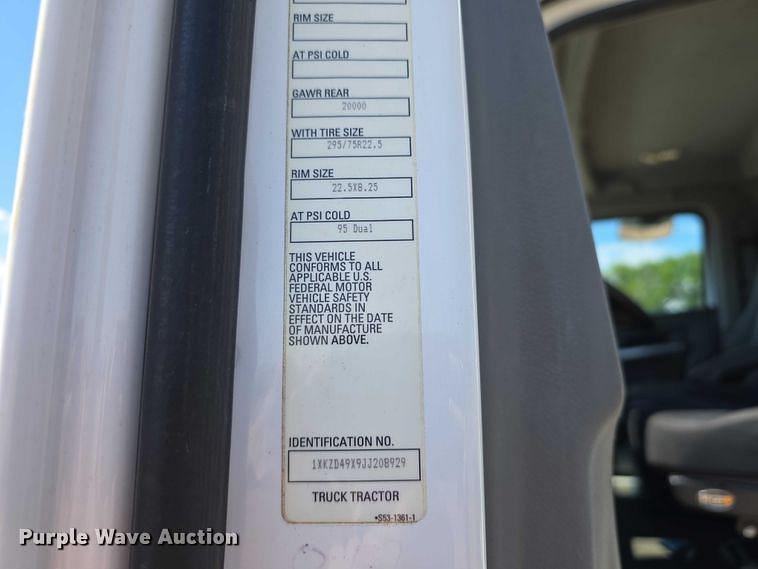 RIM SIZE
AT PSI COLD
GAWR REAR
20000
WITH TIRE SIZE
295/75R22.5
RIM SIZE
22.5X8.25
AT PSI COLD
95 Dual
THIS VEHICLE
CONFORMS TO ALL
APPLICABLE U.S.
FEDERAL MOTOR
VEHICLE SAFETY
STANDARDS IN
EFFECT ON THE DATE
OF MANUFACTURE
SHOWN ABOVE.
IDENTIFICATION NO.
1XKZD49X9JJ208929
TRUCK TRACTOR
•S53-1361-1
Purple Wave Auction